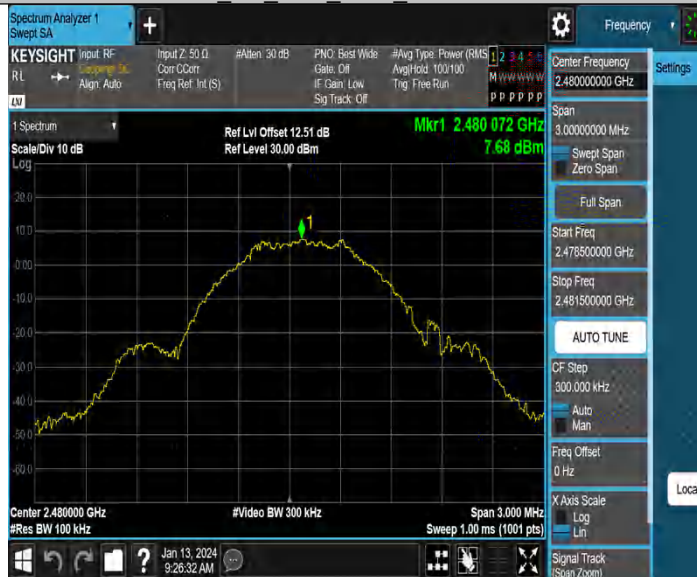 Spectrum Analyzer 1
Swept SA
+
Frequency
KEYSIGHT
RL
LXI
Input: RF
Coupling: DC
Align: Auto
Input Z: 50 Ω
Corr CCorr
Freq Ref: Int (S)
#Atten: 30 dB
PNO: Best Wide
Gate: Off
IF Gain: Low
Sig Track: Off
#Avg Type: Power (RMS
Avg|Hold: 100/100
Trig: Free Run
1 2 3 4 5 6
M W W W W W
P P P P P P
1 Spectrum
Scale/Div 10 dB
Log
Ref Lvl Offset 12.51 dB
Ref Level 30.00 dBm
Mkr1 2.480 072 GHz
7.68 dBm
20.0
10.0
0.00
-10.0
-20.0
-30.0
-40.0
-50.0
-60.0
1
Center 2.480000 GHz
#Res BW 100 kHz
#Video BW 300 kHz
Span 3.000 MHz
Sweep 1.00 ms (1001 pts)
?
Jan 13, 2024
9:26:32 AM
Center Frequency
2.480000000 GHz
Settings
Span
3.00000000 MHz
Swept Span
Zero Span
Full Span
Start Freq
2.478500000 GHz
Stop Freq
2.481500000 GHz
AUTO TUNE
CF Step
300.000 kHz
Auto
Man
Freq Offset
0 Hz
X Axis Scale
Log
Lin
Loca
Signal Track
(Span Zoom)